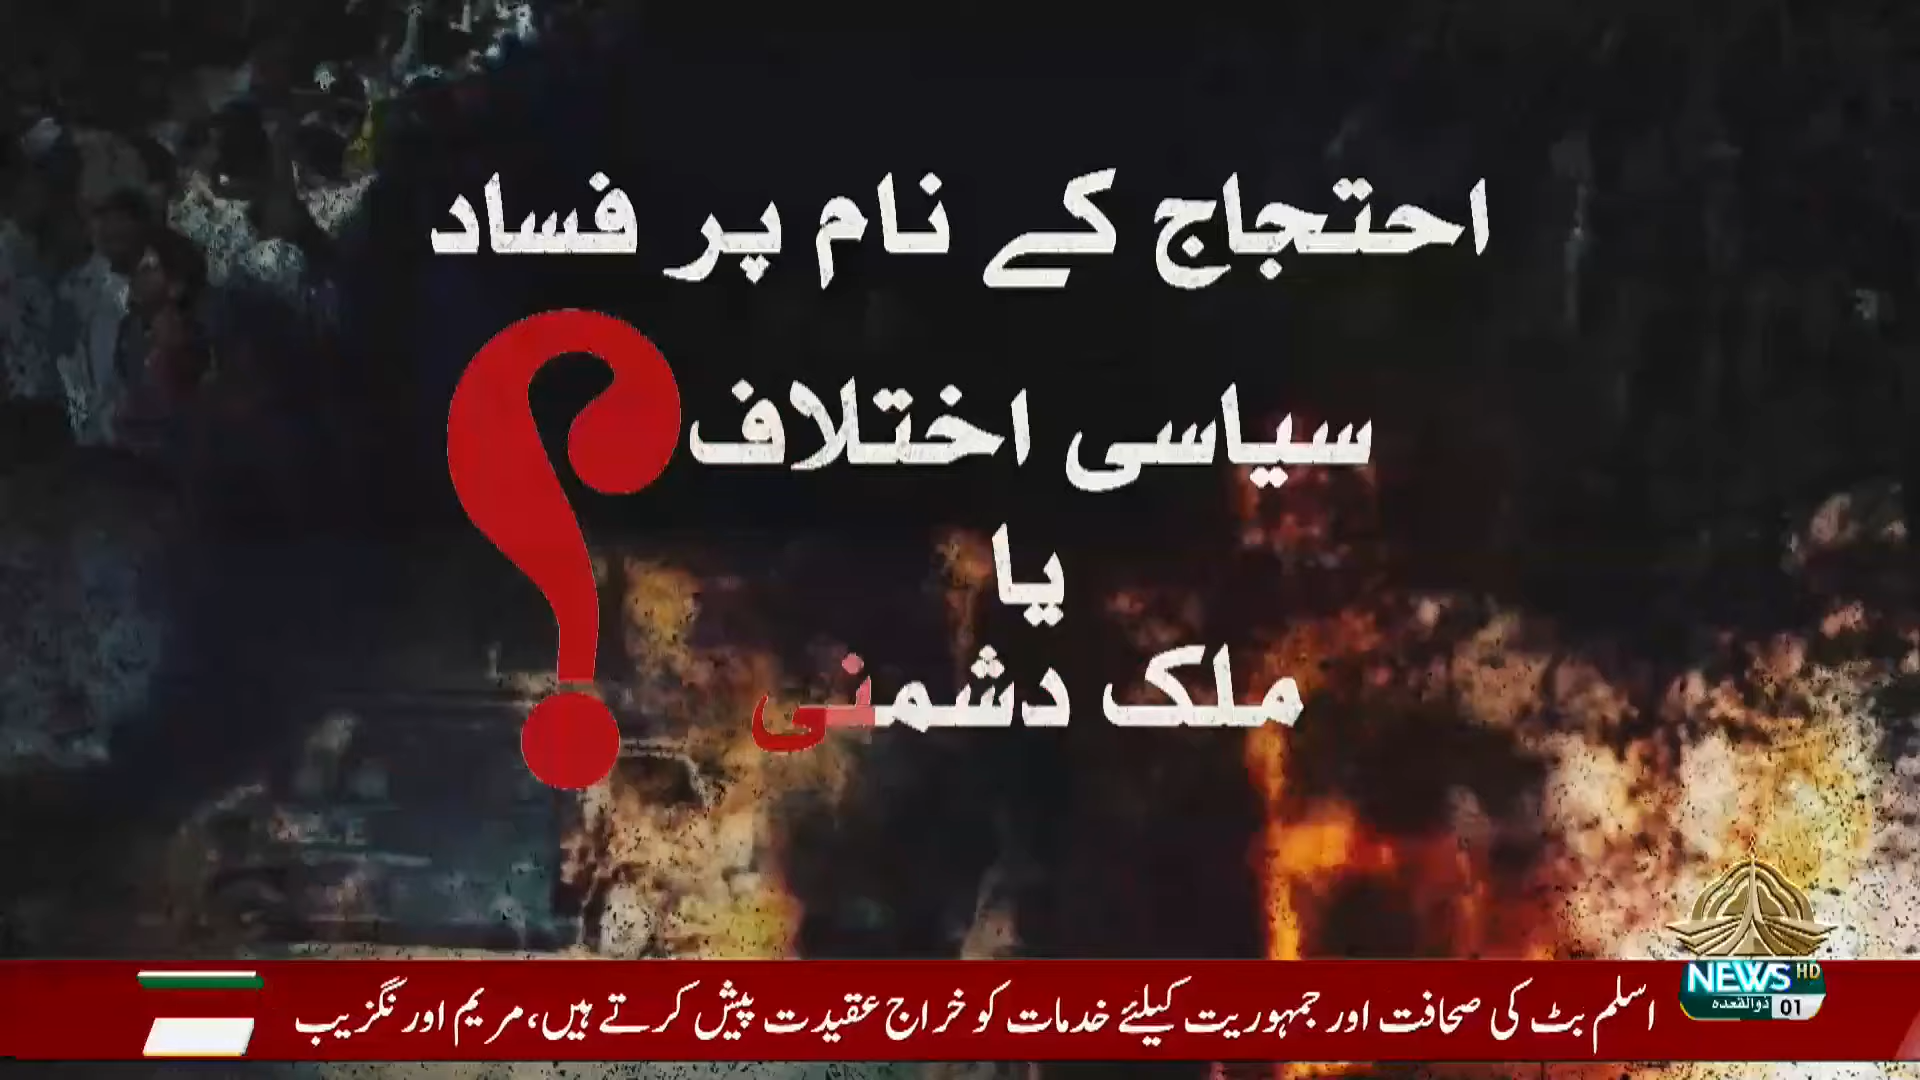 احتجاج کے نام پر فساد
سیاسی اختلاف
یا
ملک دشمنی
؟
NEWS HD
ذوالقعدہ 01
اسلم بٹ کی صحافت اور جمہوریت کیلئے خدمات کو خراج عقیدت پیش کرتے ہیں، مریم اورنگزیب